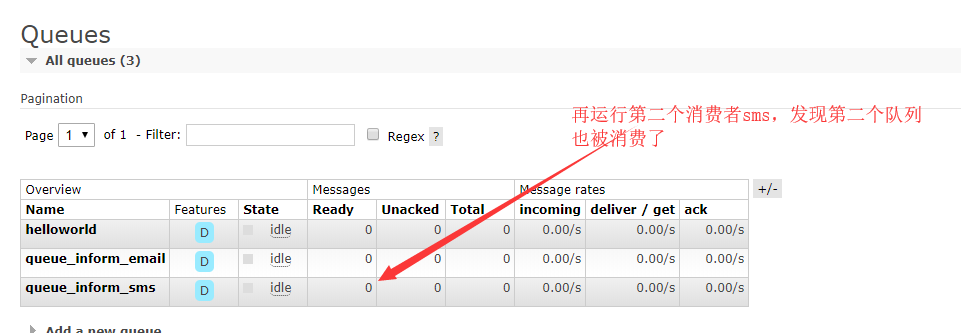 Queues
All queues (3)
Pagination
Page 1 of 1 - Filter: Regex ?
再运行第二个消费者sms，发现第二个队列
也被消费了
Overview Messages Message rates +/-
Name Features State Ready Unacked Total incoming deliver / get ack
helloworld D idle 0 0 0 0.00/s 0.00/s 0.00/s
queue_inform_email D idle 0 0 0 0.00/s 0.00/s 0.00/s
queue_inform_sms D idle 0 0 0 0.00/s 0.00/s 0.00/s
Add a new queue